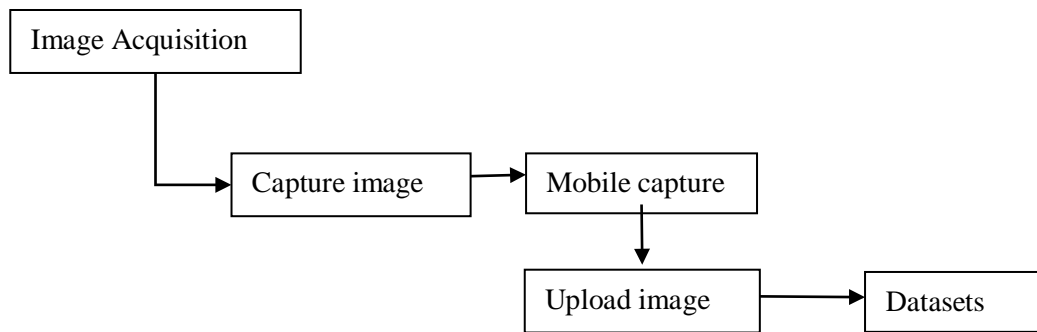 Image Acquisition
Capture image
Mobile capture
Upload image
Datasets